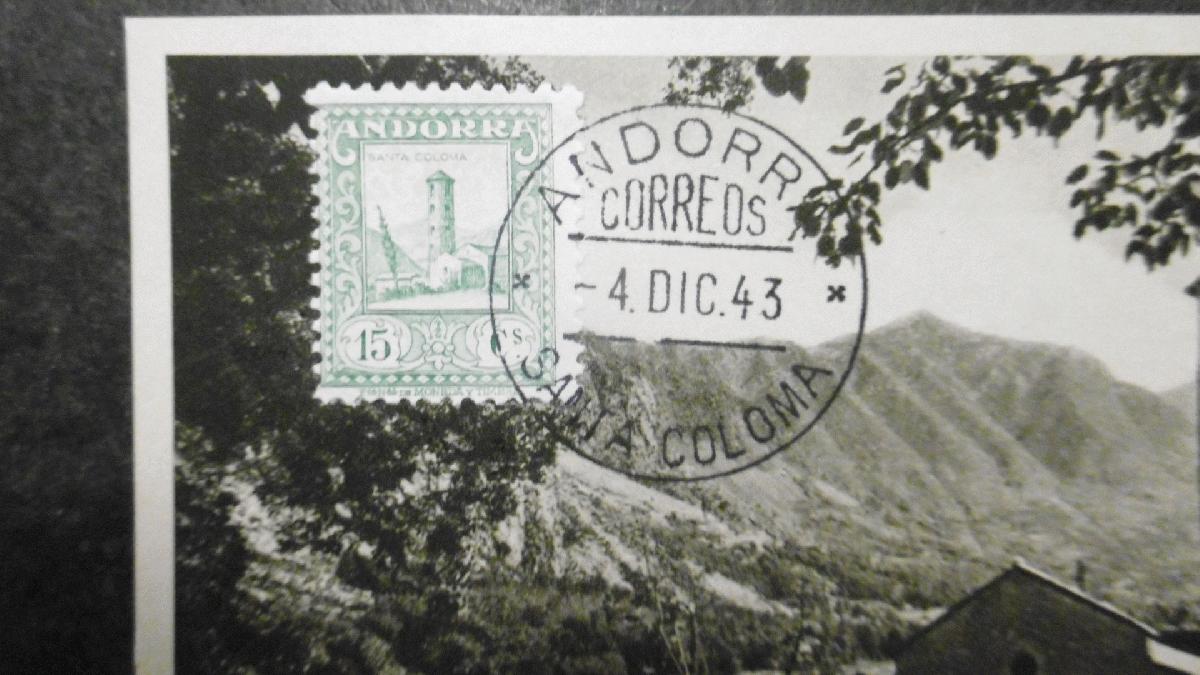 ANDORRA
SANTA COLOMA
15 CTS
ANDORRA
CORREOS
-4.DIC.43
SANTA COLOMA